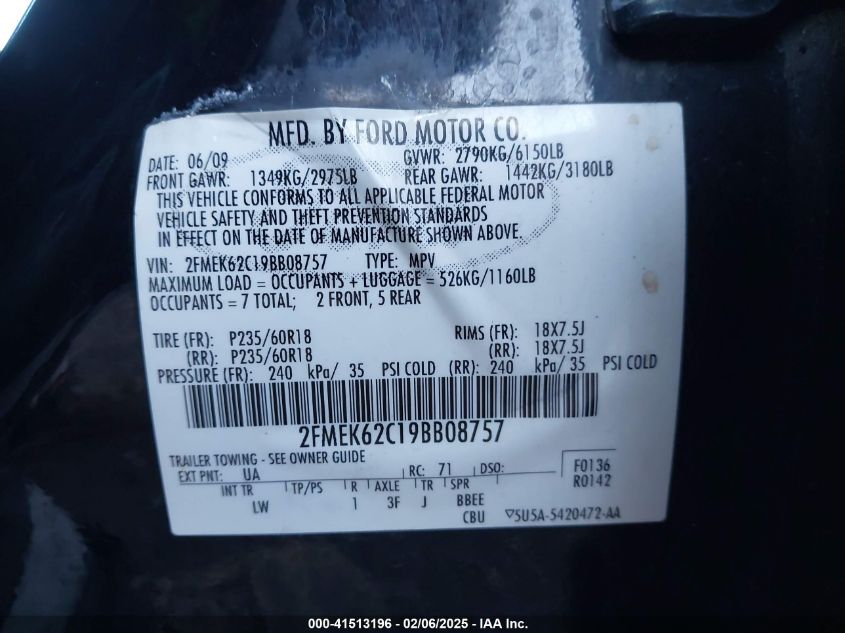 MFD. BY FORD MOTOR CO.
DATE: 06/09 GVWR: 2790KG/6150LB
FRONT GAWR: 1349KG/2975LB REAR GAWR: 1442KG/3180LB
THIS VEHICLE CONFORMS TO ALL APPLICABLE FEDERAL MOTOR
VEHICLE SAFETY AND THEFT PREVENTION STANDARDS
IN EFFECT ON THE DATE OF MANUFACTURE SHOWN ABOVE.
VIN: 2FMEK62C19BB08757 TYPE: MPV
MAXIMUM LOAD = OCCUPANTS + LUGGAGE = 526KG/1160LB
OCCUPANTS = 7 TOTAL; 2 FRONT, 5 REAR
TIRE (FR): P235/60R18 RIMS (FR): 18X7.5J
(RR): P235/60R18 (RR): 18X7.5J
PRESSURE (FR): 240 kPa/ 35 PSI COLD (RR): 240 kPa/ 35 PSI COLD
2FMEK62C19BB08757
TRAILER TOWING - SEE OWNER GUIDE
EXT PNT: UA RC: 71 DSO: F0136
R0142
INT TR TP/PS R AXLE TR SPR
LW 1 3F J BBEE
CBU ▽5U5A-5420472-AA
000-41513196 - 02/06/2025 - IAA Inc.